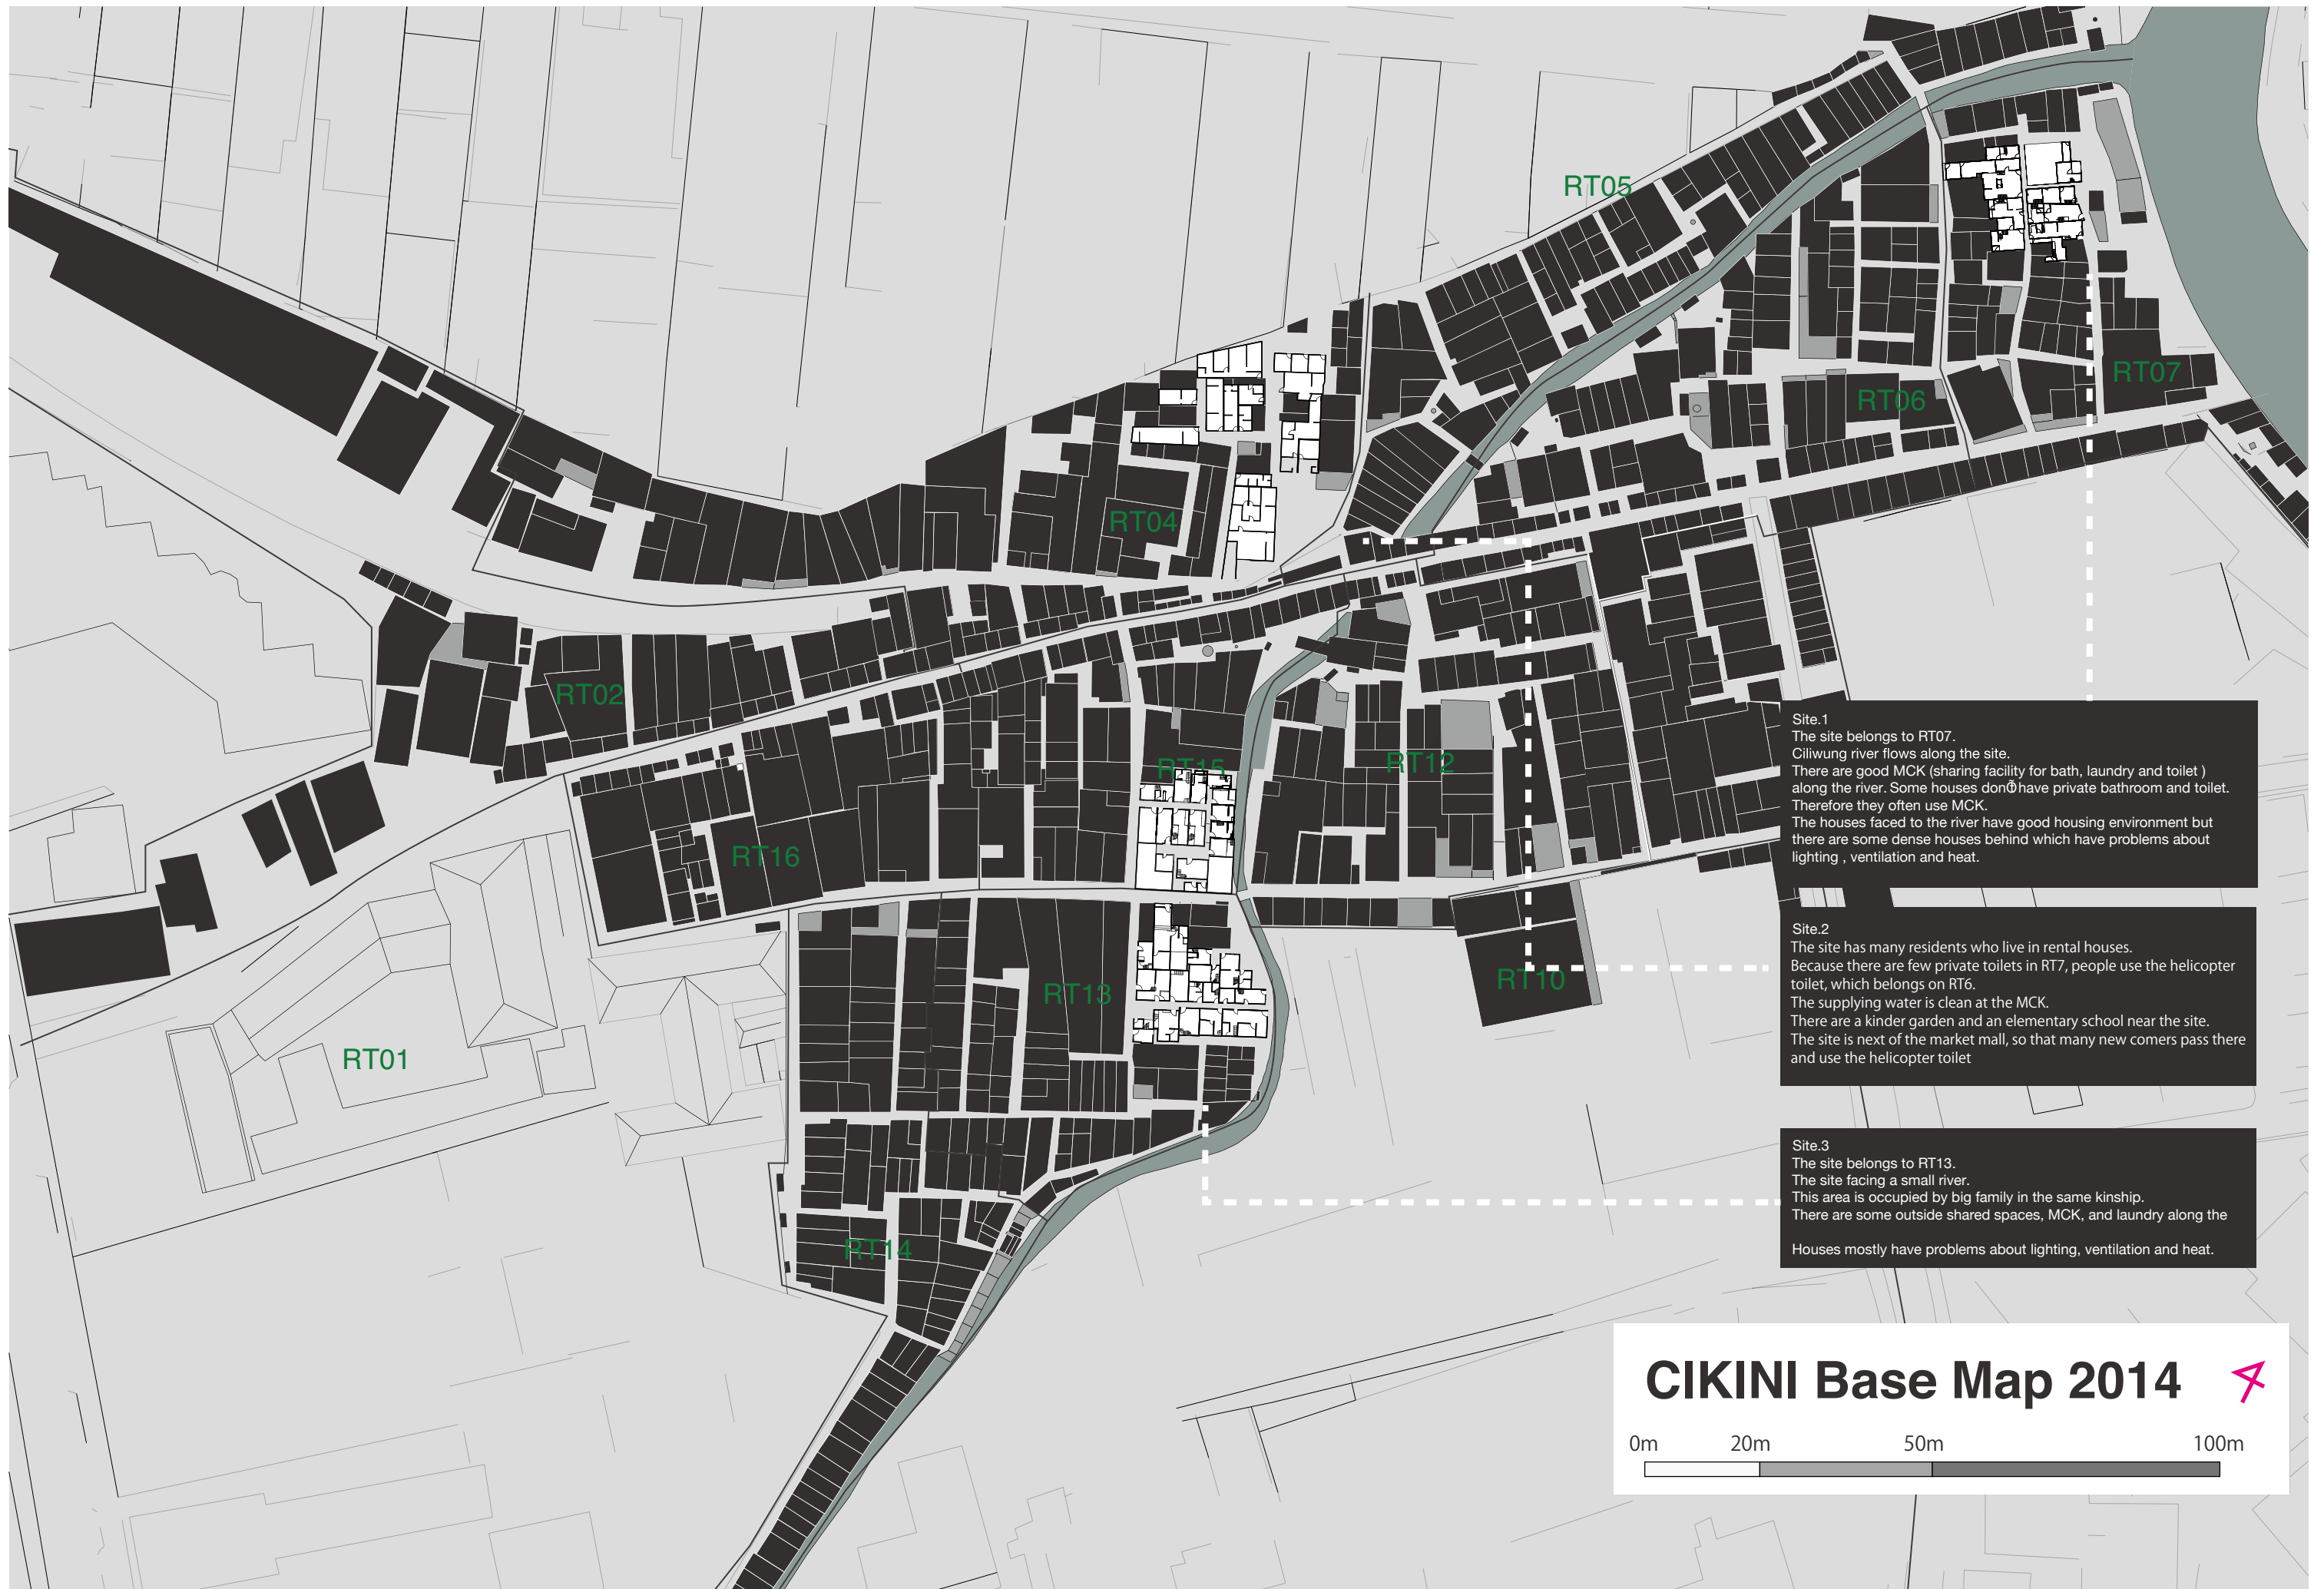 RT05
RT07
RT06
RT04
RT02
RT15
RT12
RT16
RT13
RT10
RT01
RT14
Site.1
The site belongs to RT07.
Ciliwung river flows along the site.
There are good MCK (sharing facility for bath, laundry and toilet )
along the river. Some houses don have private bathroom and toilet.
Therefore they often use MCK.
The houses faced to the river have good housing environment but
there are some dense houses behind which have problems about
lighting , ventilation and heat.
Site.2
The site has many residents who live in rental houses.
Because there are few private toilets in RT7, people use the helicopter
toilet, which belongs on RT6.
The supplying water is clean at the MCK.
There are a kinder garden and an elementary school near the site.
The site is next of the market mall, so that many new comers pass there
and use the helicopter toilet
Site.3
The site belongs to RT13.
The site facing a small river.
This area is occupied by big family in the same kinship.
There are some outside shared spaces, MCK, and laundry along the
Houses mostly have problems about lighting, ventilation and heat.
CIKINI Base Map 2014
0m 20m 50m 100m